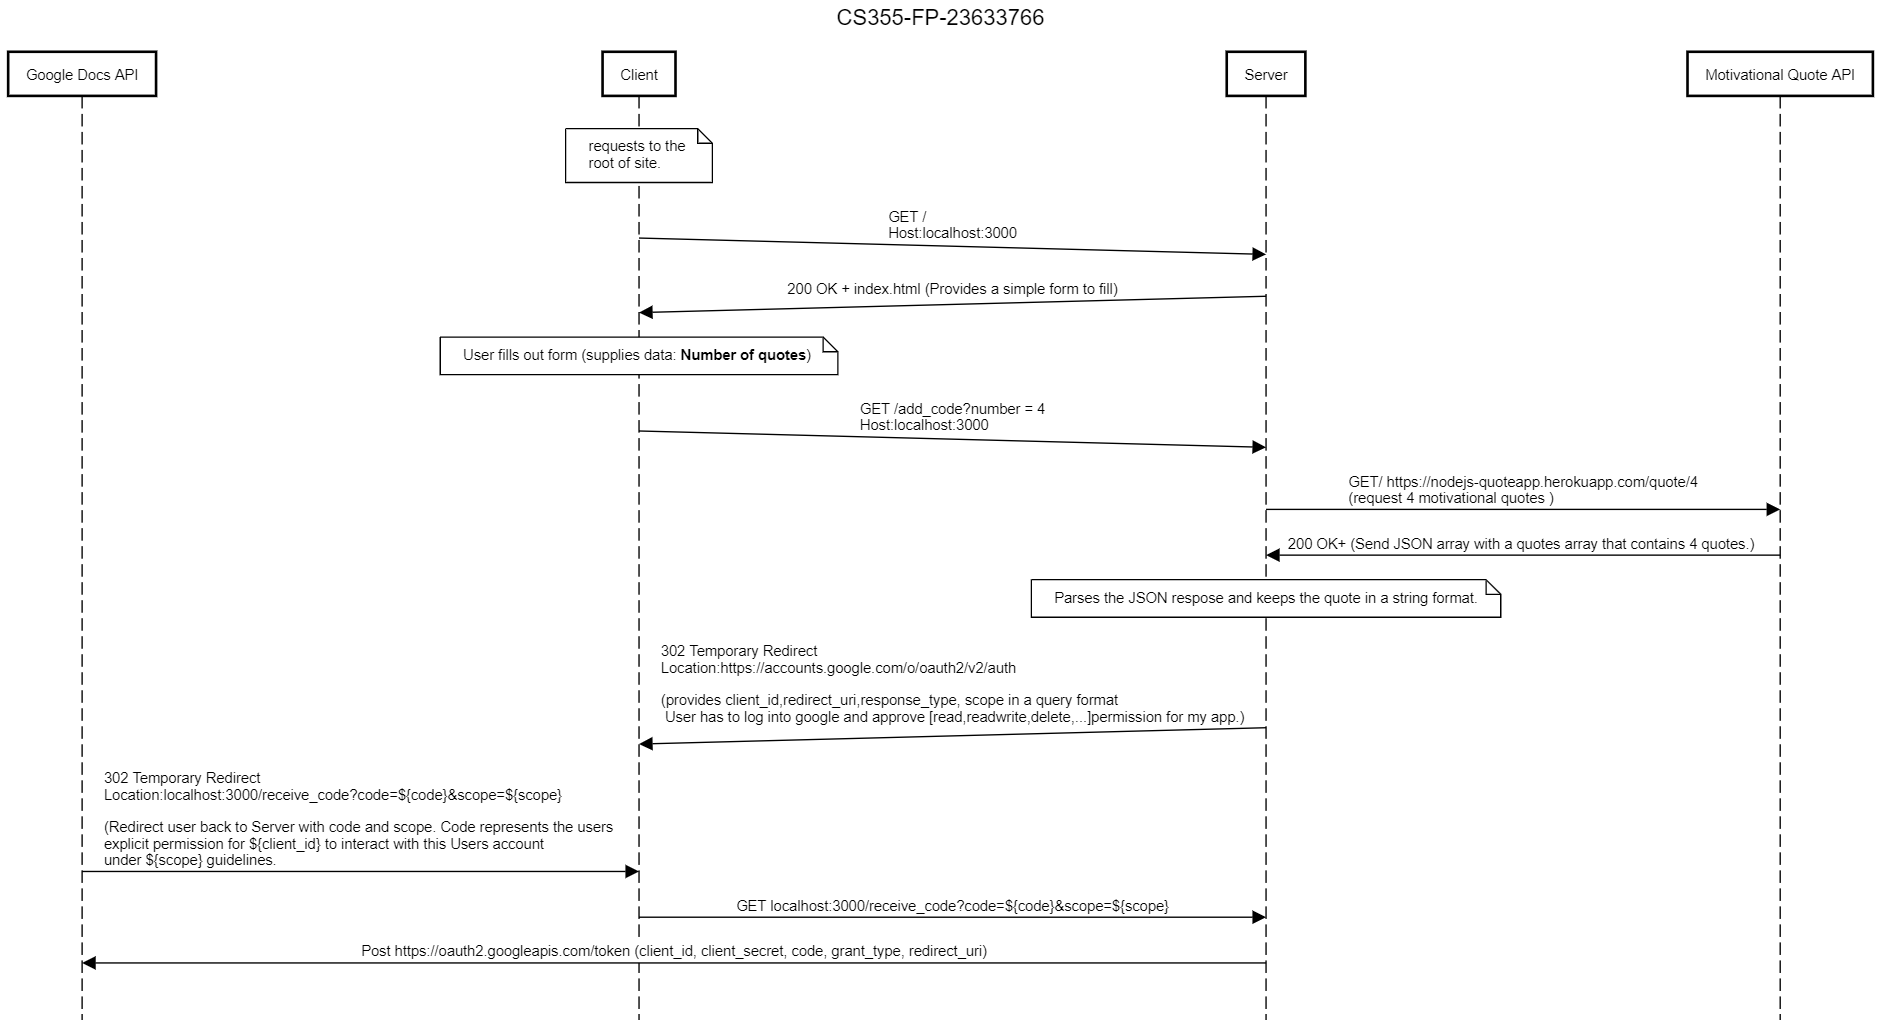 CS355-FP-23633766
Google Docs API
Client
Server
Motivational Quote API
requests to the
root of site.
GET /
Host:localhost:3000
200 OK + index.html (Provides a simple form to fill)
User fills out form (supplies data: Number of quotes)
GET /add_code?number = 4
Host:localhost:3000
GET/ https://nodejs-quoteapp.herokuapp.com/quote/4
(request 4 motivational quotes )
200 OK+ (Send JSON array with a quotes array that contains 4 quotes.)
Parses the JSON respose and keeps the quote in a string format.
302 Temporary Redirect
Location:https://accounts.google.com/o/oauth2/v2/auth
(provides client_id,redirect_uri,response_type, scope in a query format
User has to log into google and approve [read,readwrite,delete,...]permission for my app.)
302 Temporary Redirect
Location:localhost:3000/receive_code?code=${code}&scope=${scope}
(Redirect user back to Server with code and scope. Code represents the users
explicit permission for ${client_id} to interact with this Users account
under ${scope} guidelines.
GET localhost:3000/receive_code?code=${code}&scope=${scope}
Post https://oauth2.googleapis.com/token (client_id, client_secret, code, grant_type, redirect_uri)